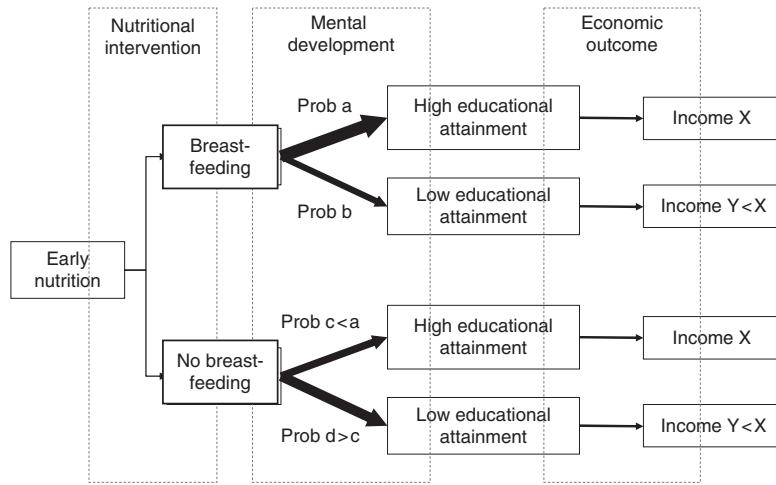 Nutritional
intervention
Mental
development
Economic
outcome
Prob a
High educational
attainment
Income X
Breast-
feeding
Prob b
Low educational
attainment
Income Y<X
Early
nutrition
Prob c<a
High educational
attainment
Income X
No breast-
feeding
Prob d>c
Low educational
attainment
Income Y<X